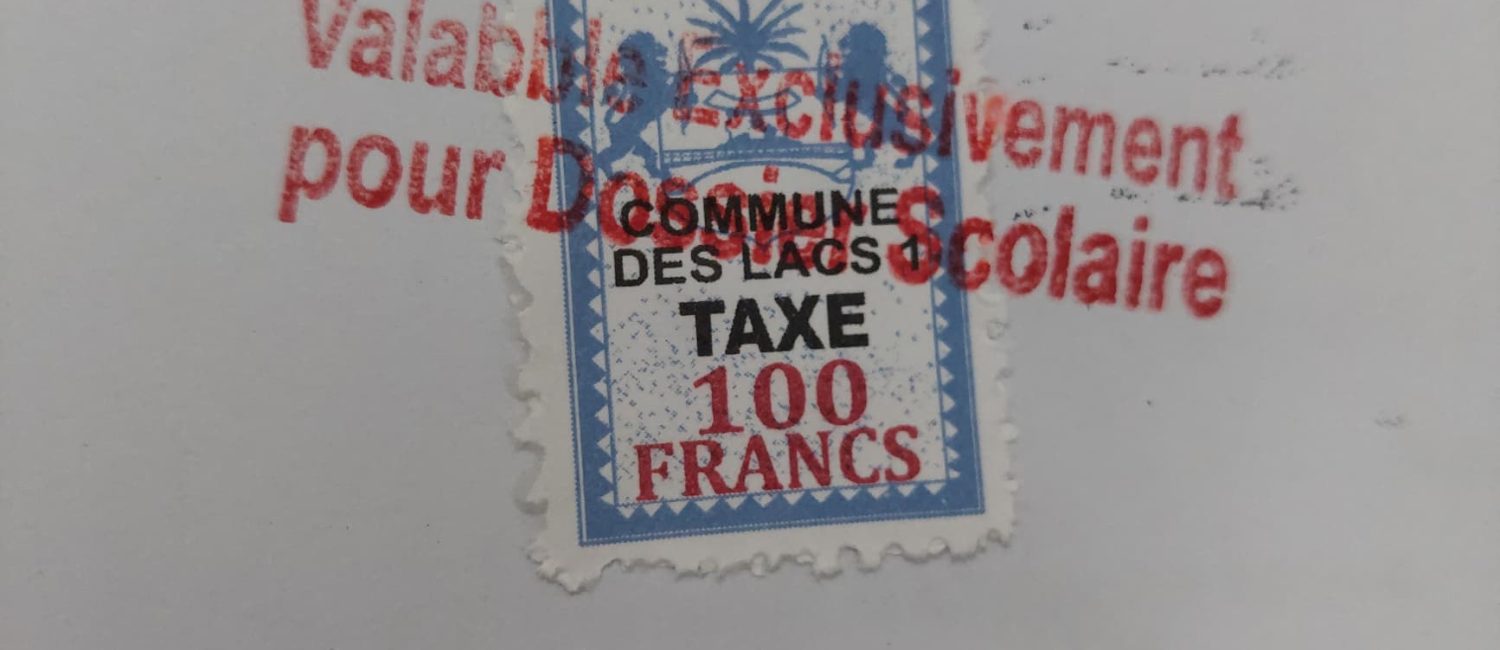 Valable Exclusivement
pour Dossier Scolaire
COMMUNE
DES LACS 1
TAXE
100
FRANCS